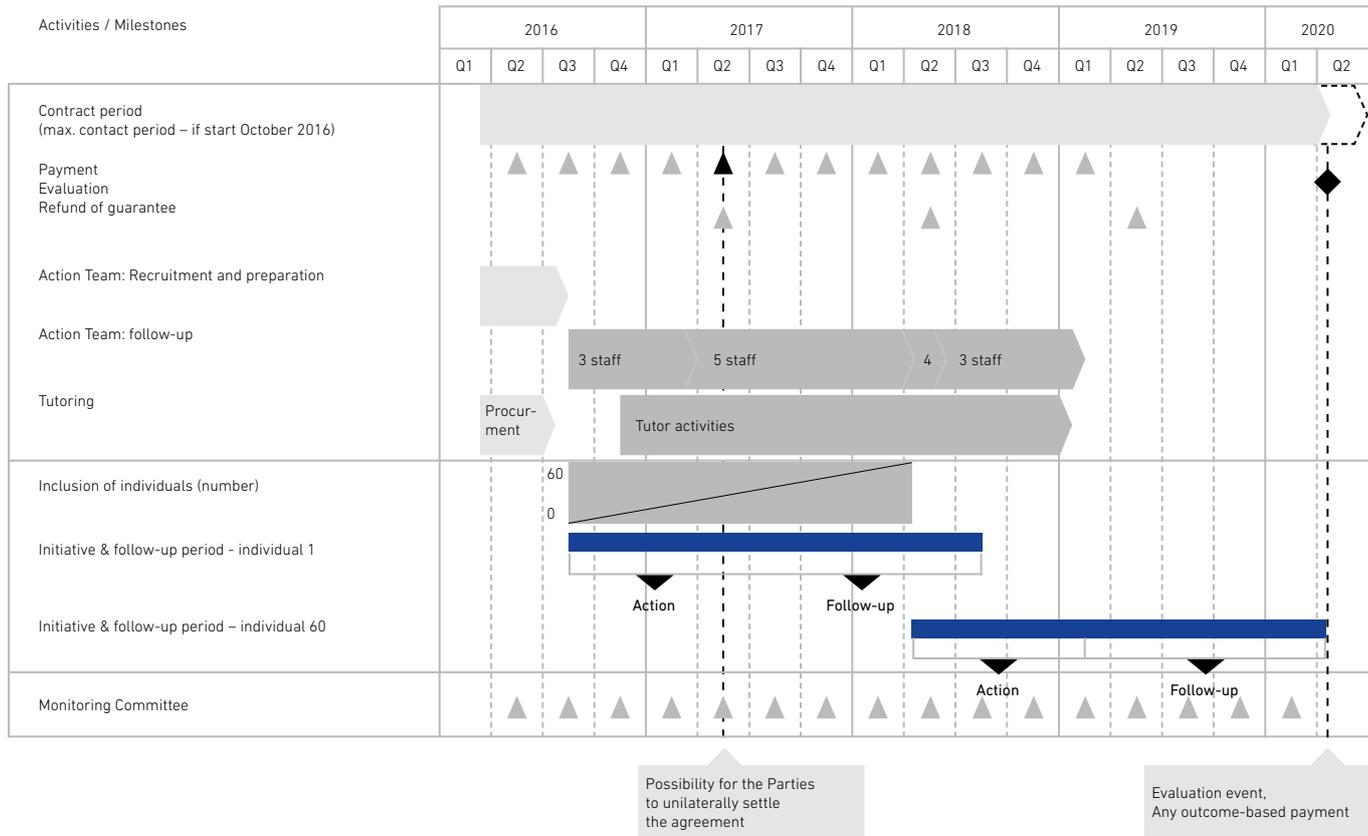 Activities / Milestones
2016
2017
2018
2019
2020
Q1
Q2
Q3
Q4
Q1
Q2
Q3
Q4
Q1
Q2
Q3
Q4
Q1
Q2
Q3
Q4
Q1
Q2
Contract period
(max. contact period – if start October 2016)
Payment
Evaluation
Refund of guarantee
Action Team: Recruitment and preparation
Action Team: follow-up
3 staff
5 staff
4
3 staff
Tutoring
Procur-
ment
Tutor activities
Inclusion of individuals (number)
60
0
Initiative & follow-up period - individual 1
Action
Follow-up
Initiative & follow-up period – individual 60
Action
Follow-up
Monitoring Committee
Possibility for the Parties
to unilaterally settle
the agreement
Evaluation event,
Any outcome-based payment